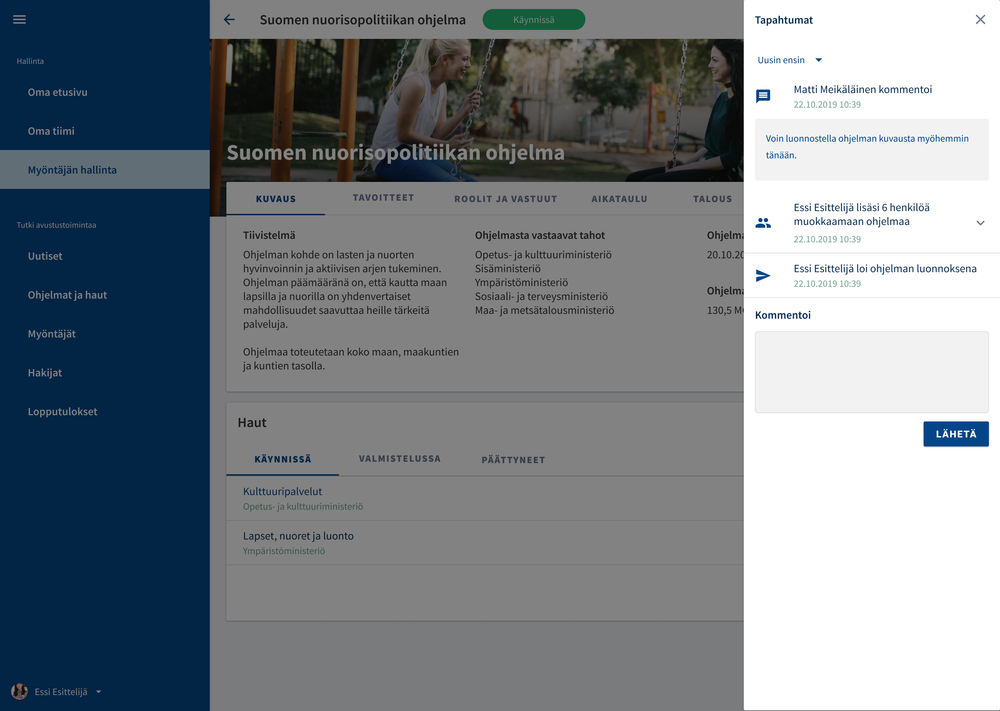 Hallinta
Oma etusivu
Oma tiimi
Myöntäjän hallinta
Tutki avustustoimintaa
Uutiset
Ohjelmat ja haut
Myöntäjät
Hakijat
Lopputulokset
Essi Esittelijä
Suomen nuorisopolitiikan ohjelma
Käynnissä
Suomen nuorisopolitiikan ohjelma
KUVAUS
TAVOITTEET
ROOLIT JA VASTUUT
AIKATAULU
TALOUS
Tiivistelmä
Ohjelman kohde on lasten ja nuorten
hyvinvoinnin ja aktiivisen arjen tukeminen.
Ohjelman päämääränä on, että kautta maan
lapsilla ja nuorilla on yhdenvertaiset
mahdollisuudet saavuttaa heille tärkeitä
palveluja.
Ohjelmaa toteutetaan koko maan, maakuntien
ja kuntien tasolla.
Ohjelmasta vastaavat tahot
Opetus- ja kulttuuriministeriö
Sisäministeriö
Ympäristöministeriö
Sosiaali- ja terveysministeriö
Maa- ja metsätalousministeriö
Ohjelma
20.10.20
Ohjelma
130,5 M€
Haut
KÄYNNISSÄ
VALMISTELUSSA
PÄÄTTYNEET
Kulttuuripalvelut
Opetus- ja kulttuuriministeriö
Lapset, nuoret ja luonto
Ympäristöministeriö
Tapahtumat
Uusin ensin
Matti Meikäläinen kommentoi
22.10.2019 10:39
Voin luonnostella ohjelman kuvausta myöhemmin
tänään.
Essi Esittelijä lisäsi 6 henkilöä
muokkaamaan ohjelmaa
22.10.2019 10:39
Essi Esittelijä loi ohjelman luonnoksena
22.10.2019 10:39
Kommentoi
LÄHETÄ